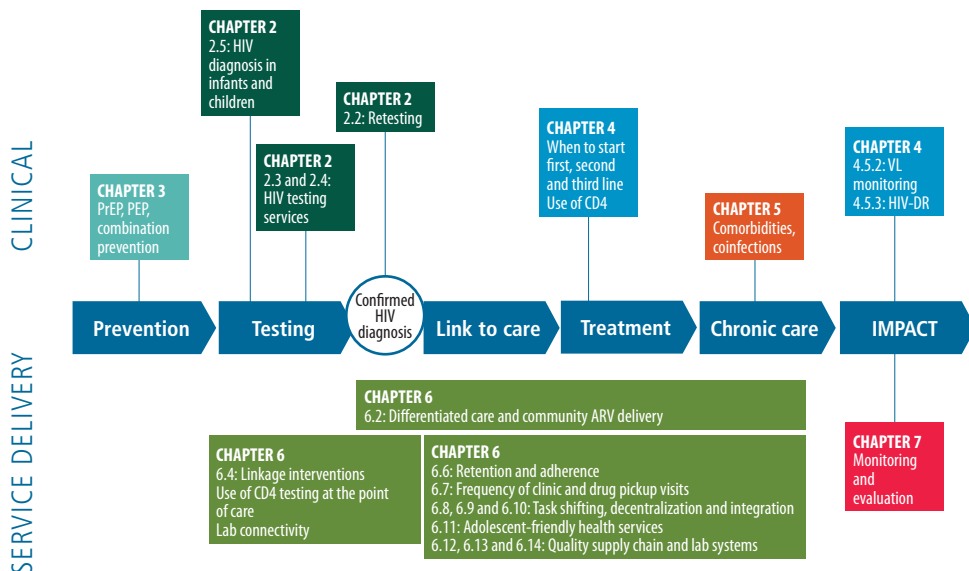 CLINICAL
CHAPTER 2
2.5: HIV
diagnosis in
infants and
children
CHAPTER 2
2.2: Retesting
CHAPTER 2
2.3 and 2.4:
HIV testing
services
CHAPTER 3
PrEP, PEP,
combination
prevention
CHAPTER 4
When to start
first, second
and third line
Use of CD4
CHAPTER 5
Comorbidities,
coinfections
CHAPTER 4
4.5.2: VL
monitoring
4.5.3: HIV-DR
Prevention
Testing
Confirmed
HIV
diagnosis
Link to care
Treatment
Chronic care
IMPACT
SERVICE DELIVERY
CHAPTER 6
6.2: Differentiated care and community ARV delivery
CHAPTER 6
6.4: Linkage interventions
Use of CD4 testing at the point
of care
Lab connectivity
CHAPTER 6
6.6: Retention and adherence
6.7: Frequency of clinic and drug pickup visits
6.8, 6.9 and 6.10: Task shifting, decentralization and integration
6.11: Adolescent-friendly health services
6.12, 6.13 and 6.14: Quality supply chain and lab systems
CHAPTER 7
Monitoring
and
evaluation